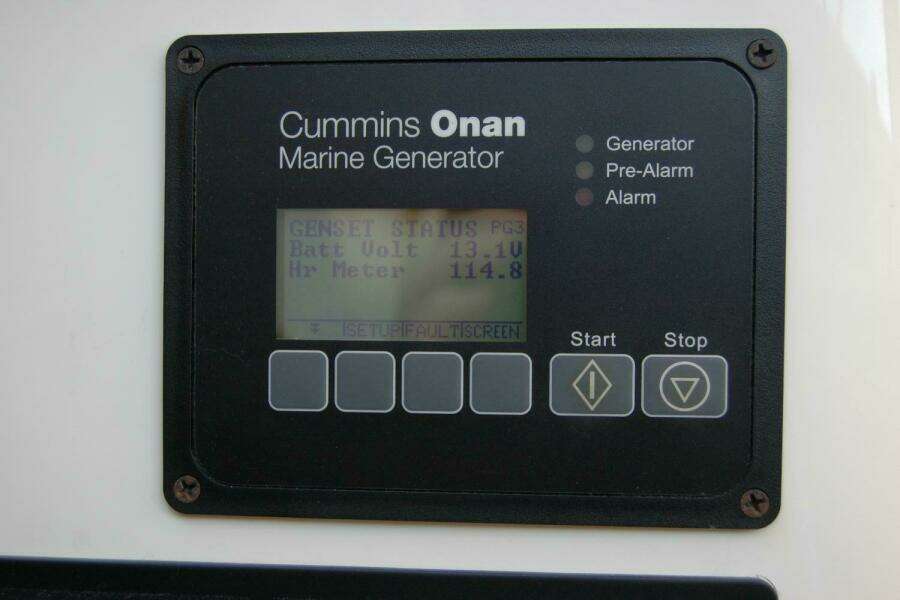 Cummins Onan
Marine Generator
Generator
Pre-Alarm
Alarm
GENSET STATUS PG3
Batt Volt 13.1V
Hr Meter 114.8
SETUP FAULT SCREEN
Start Stop